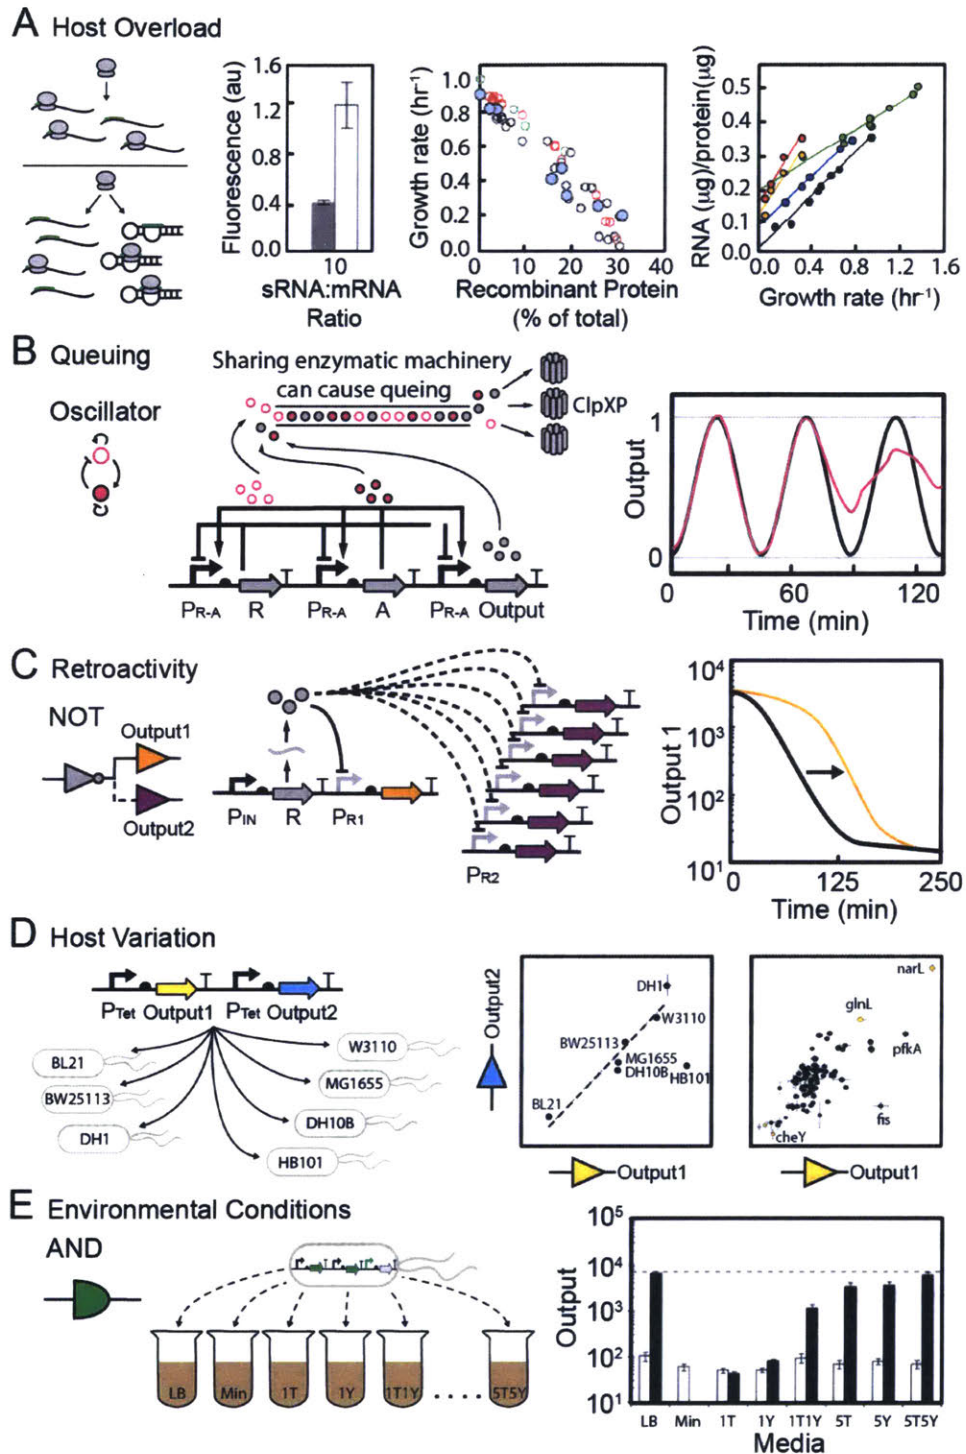 A Host Overload
Fluorescence (au)
1.6
1.2
0.8
0.4
0.0
10
sRNA:mRNA
Ratio
Growth rate (hr⁻¹)
1.0
0.8
0.6
0.4
0.2
0
0 10 20 30 40
Recombinant Protein
(% of total)
RNA (µg)/protein(µg)
0.5
0.4
0.3
0.2
0.1
0.0
0.0 0.4 0.8 1.2 1.6
Growth rate (hr⁻¹)
B Queuing
Oscillator
Sharing enzymatic machinery
can cause queing
ClpXP
PR-A R PR-A A PR-A Output
Output
1
0
0 60 120
Time (min)
C Retroactivity
NOT
Output1
Output2
PIN R PR1
PR2
Output 1
10⁴
10³
10²
10¹
0 125 250
Time (min)
D Host Variation
PTet Output1 PTet Output2
BL21
BW25113
DH1
W3110
MG1655
DH10B
HB101
Output2
DH1
W3110
BW25113
MG1655
DH10B
HB101
BL21
Output1
narL
glnL
pfkA
fis
cheY
Output1
E Environmental Conditions
AND
LB Min 1T 1Y 1T1Y .... 5T5Y
Output
10⁵
10⁴
10³
10²
10¹
LB Min 1T 1Y 1T1Y 5T 5Y 5T5Y
Media